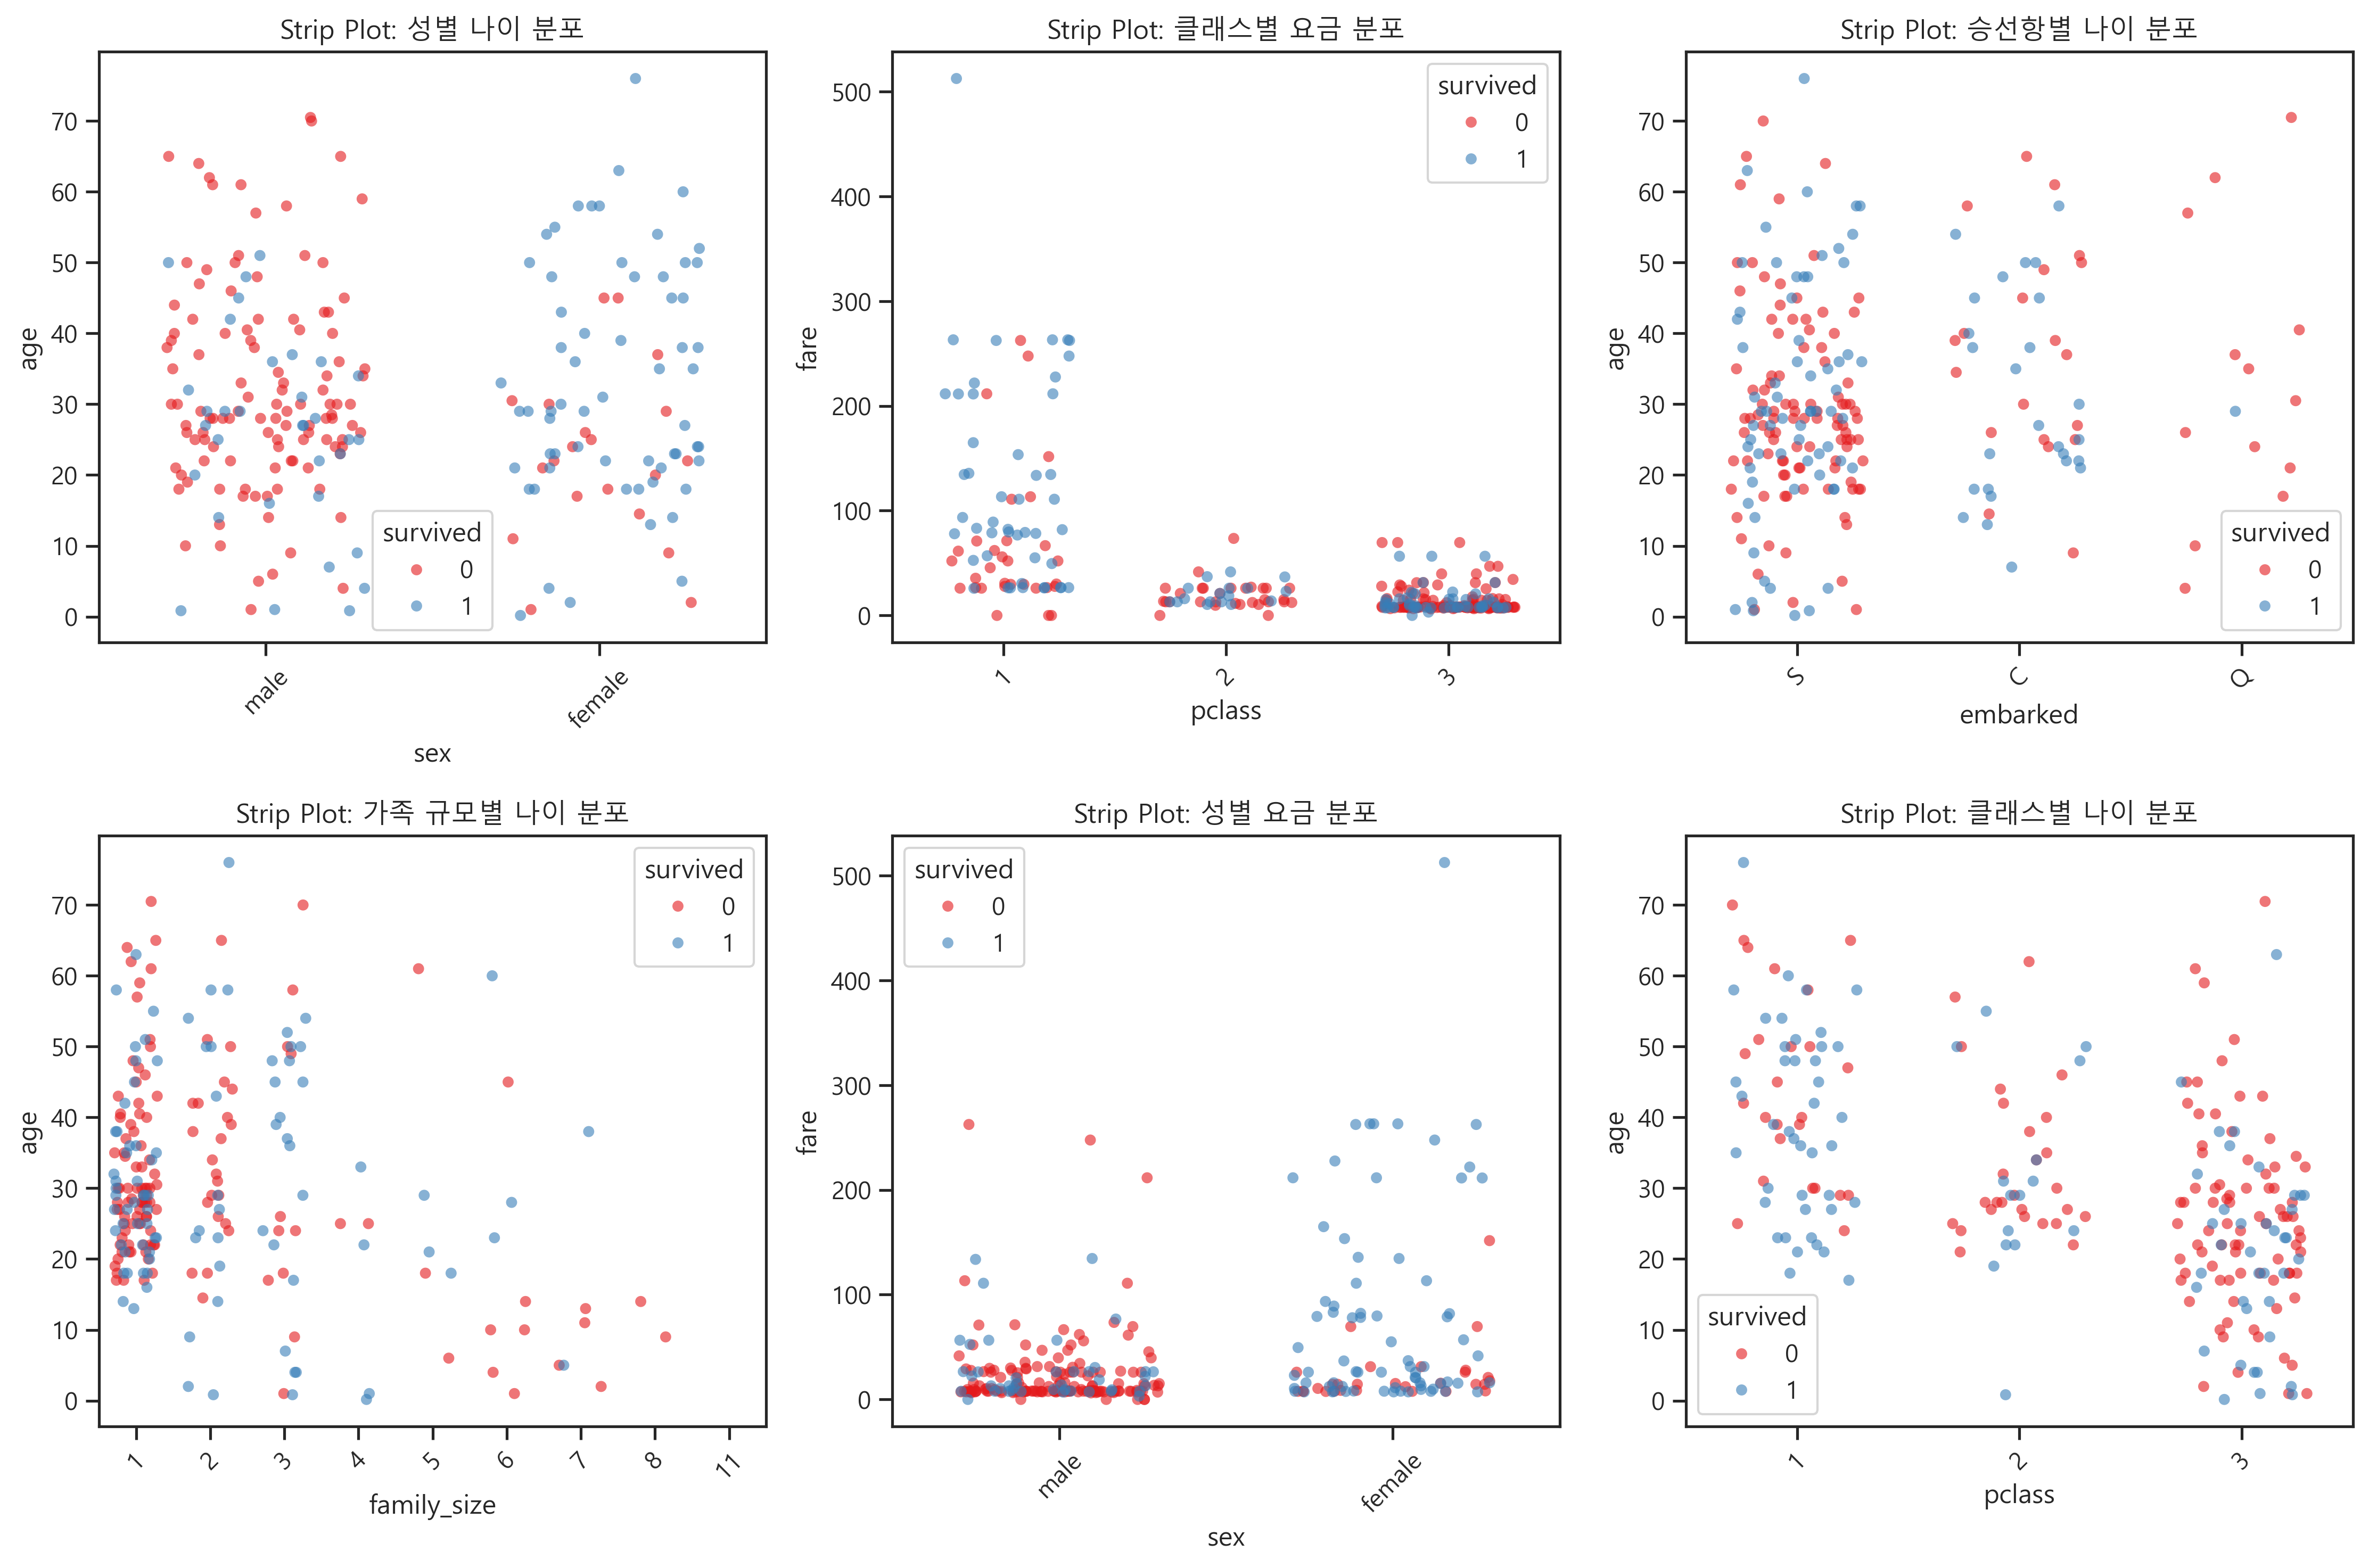 Strip Plot: 성별 나이 분포
age
70
60
50
40
30
20
10
0
survived
0
1
male
female
sex
Strip Plot: 클래스별 요금 분포
fare
500
400
300
200
100
0
survived
0
1
1
2
3
pclass
Strip Plot: 승선항별 나이 분포
age
70
60
50
40
30
20
10
0
survived
0
1
S
C
Q
embarked
Strip Plot: 가족 규모별 나이 분포
age
70
60
50
40
30
20
10
0
survived
0
1
1
2
3
4
5
6
7
8
11
family_size
Strip Plot: 성별 요금 분포
fare
500
400
300
200
100
0
survived
0
1
male
female
sex
Strip Plot: 클래스별 나이 분포
age
70
60
50
40
30
20
10
0
survived
0
1
1
2
3
pclass